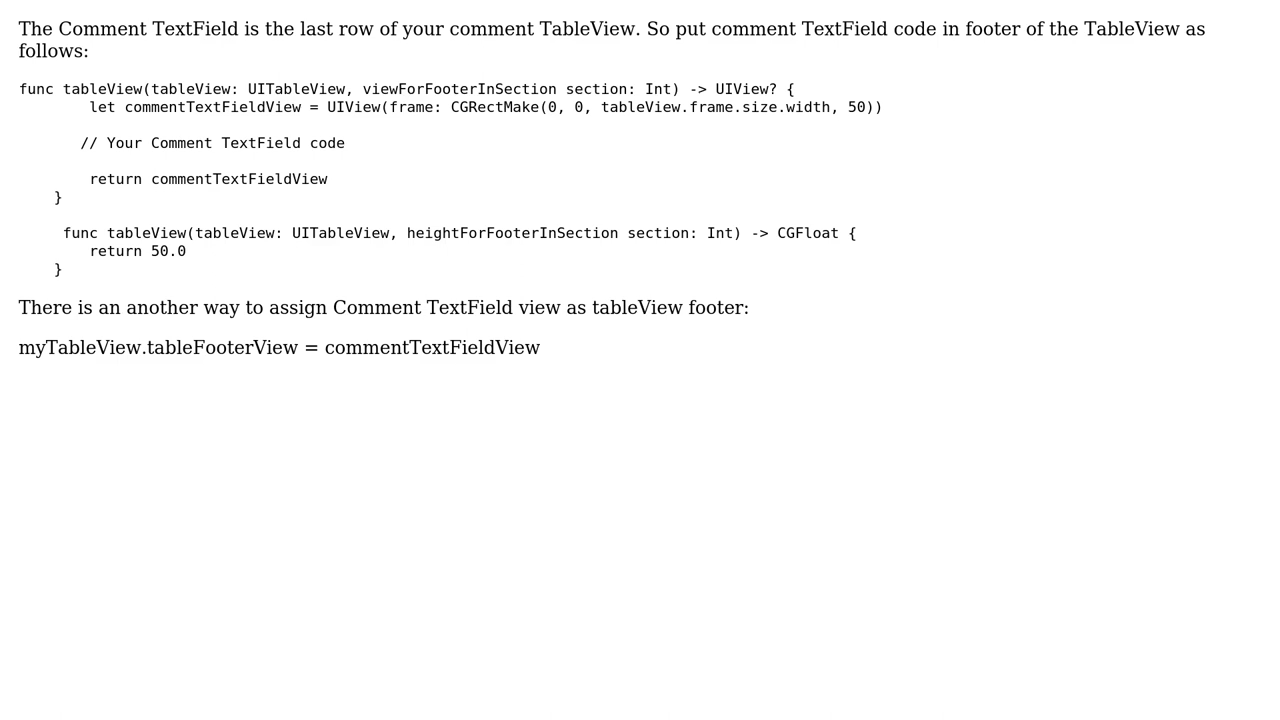 The Comment TextField is the last row of your comment TableView. So put comment TextField code in footer of the TableView as
follows:
func tableView(tableView: UITableView, viewForFooterInSection section: Int) -> UIView? {
        let commentTextFieldView = UIView(frame: CGRectMake(0, 0, tableView.frame.size.width, 50))
       // Your Comment TextField code
        return commentTextFieldView
    }
     func tableView(tableView: UITableView, heightForFooterInSection section: Int) -> CGFloat {
        return 50.0
    }
There is an another way to assign Comment TextField view as tableView footer:
myTableView.tableFooterView = commentTextFieldView